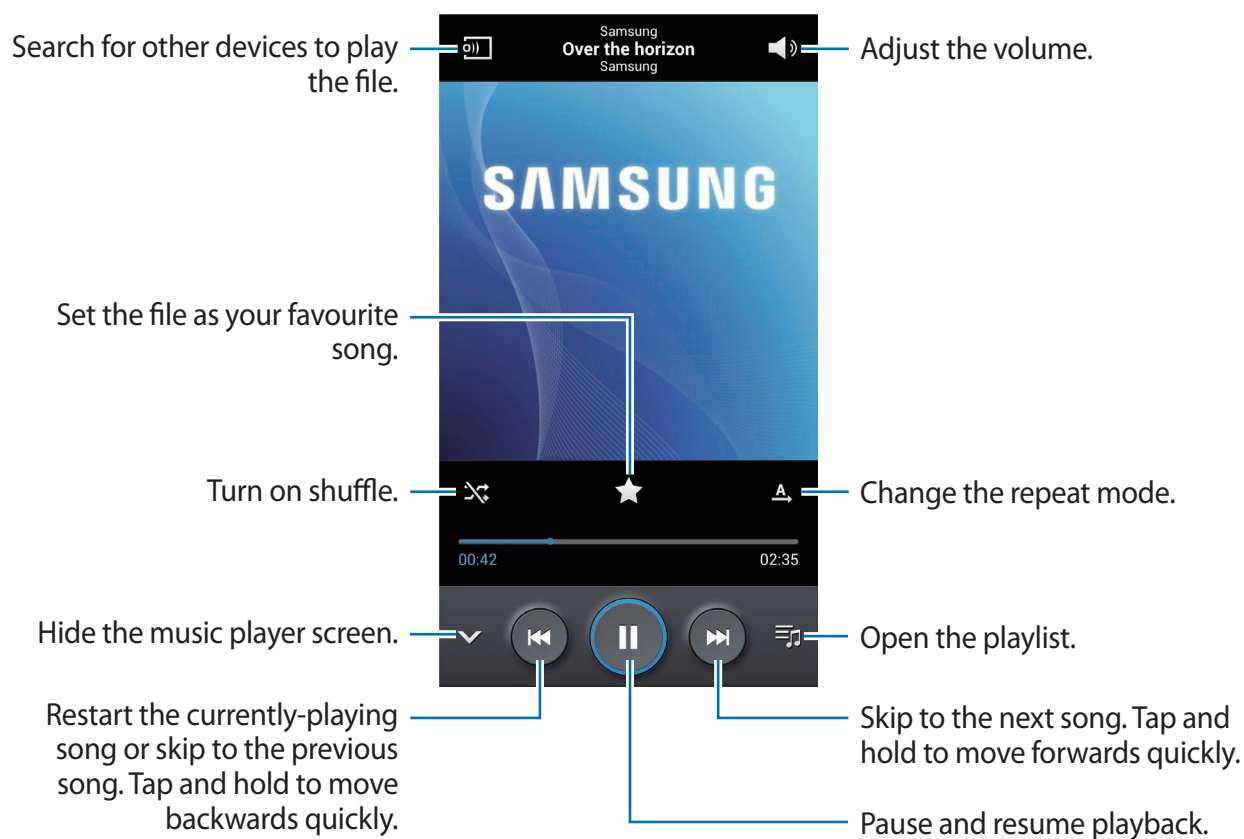 Search for other devices to play
the file.
Samsung
Over the horizon
Samsung
Adjust the volume.
SAMSUNG
Set the file as your favourite
song.
Turn on shuffle.
A
Change the repeat mode.
00:42
02:35
Hide the music player screen.
Open the playlist.
Restart the currently-playing
song or skip to the previous
song. Tap and hold to move
backwards quickly.
Skip to the next song. Tap and
hold to move forwards quickly.
Pause and resume playback.